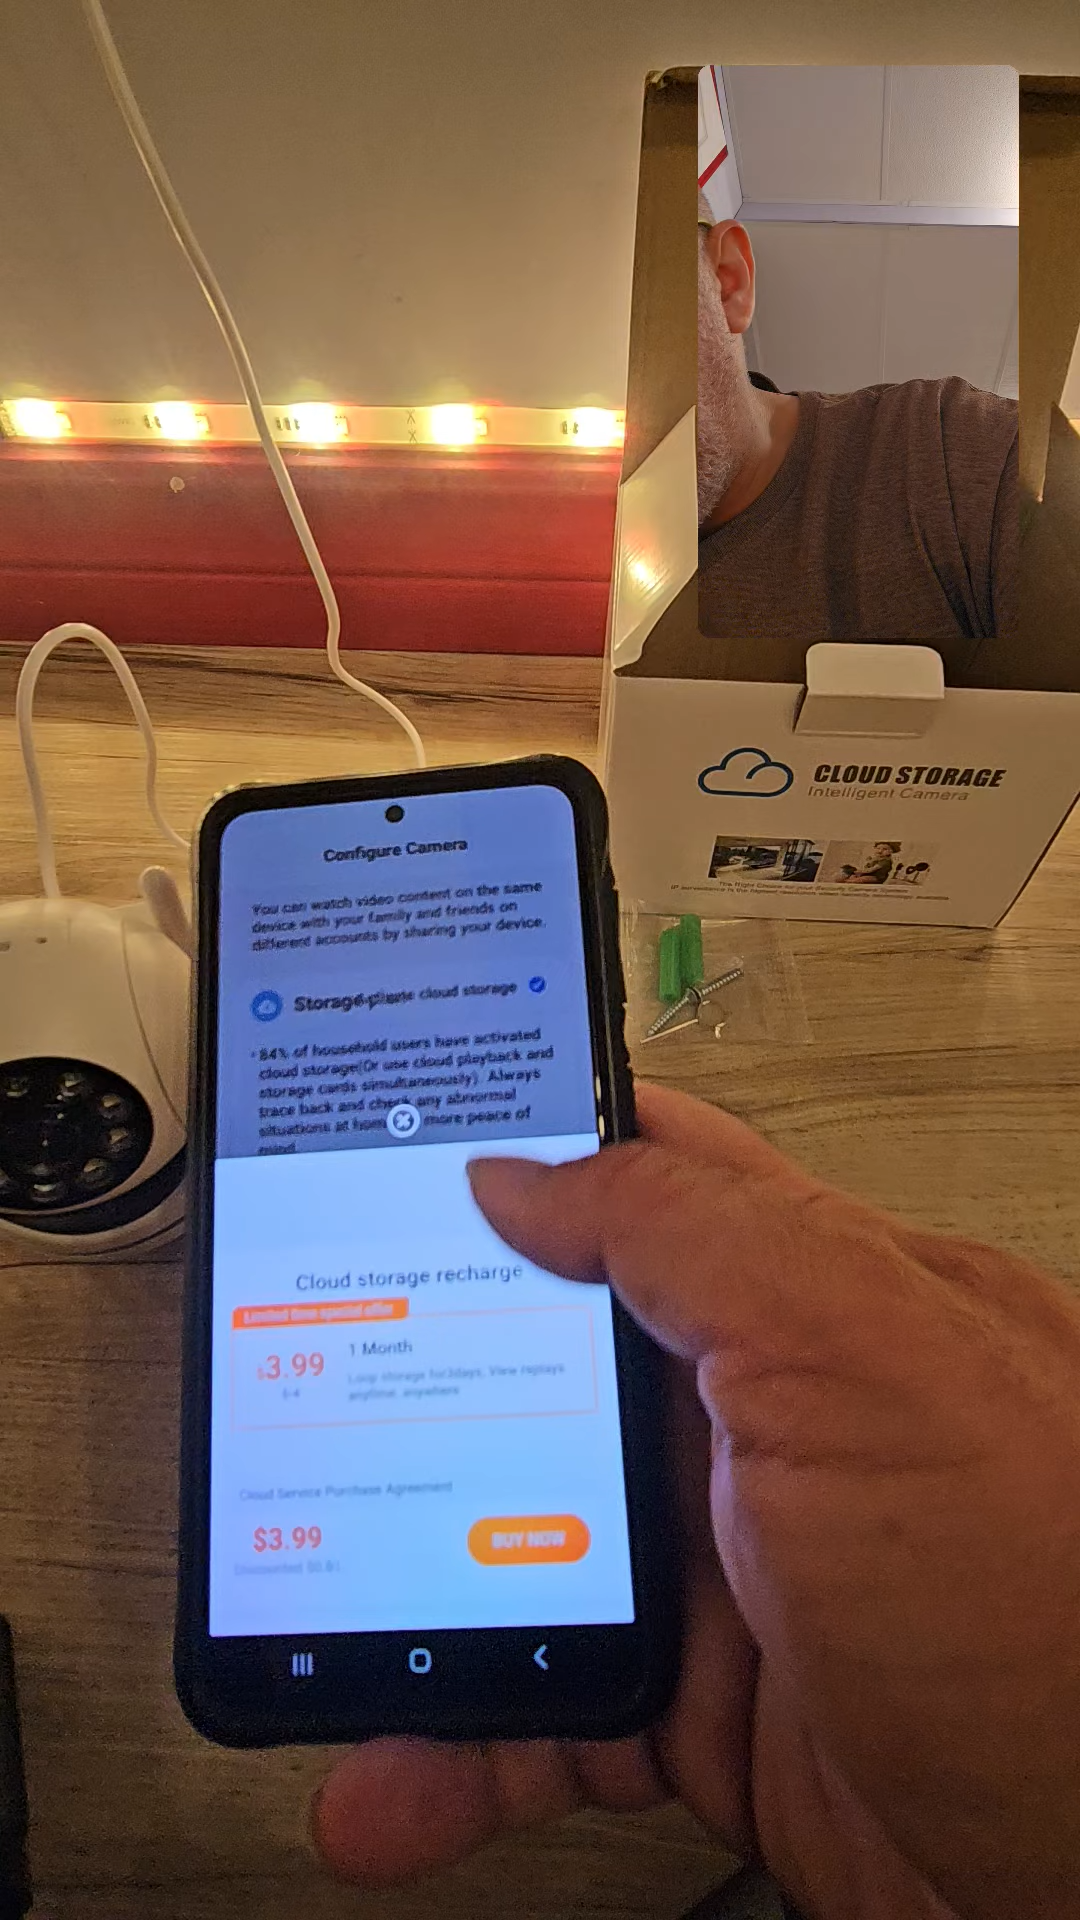 CLOUD STORAGE
Intelligent Camera
Configure Camera
You can watch video content on the same
device with your family and friends on
different accounts by sharing your device.
cloud storage
• 84% of household users have activated
cloud storage(Or use cloud playback and
storage cards simultaneously). Always
trace back and check any abnormal
situations at home more peace of
mind.
Cloud storage recharge
Limited time special offer
1 Month
$3.99
Loop storage for3days, View replays
anytime, anywhere
Cloud Service Purchase Agreement
$3.99
BUY NOW
Discounted